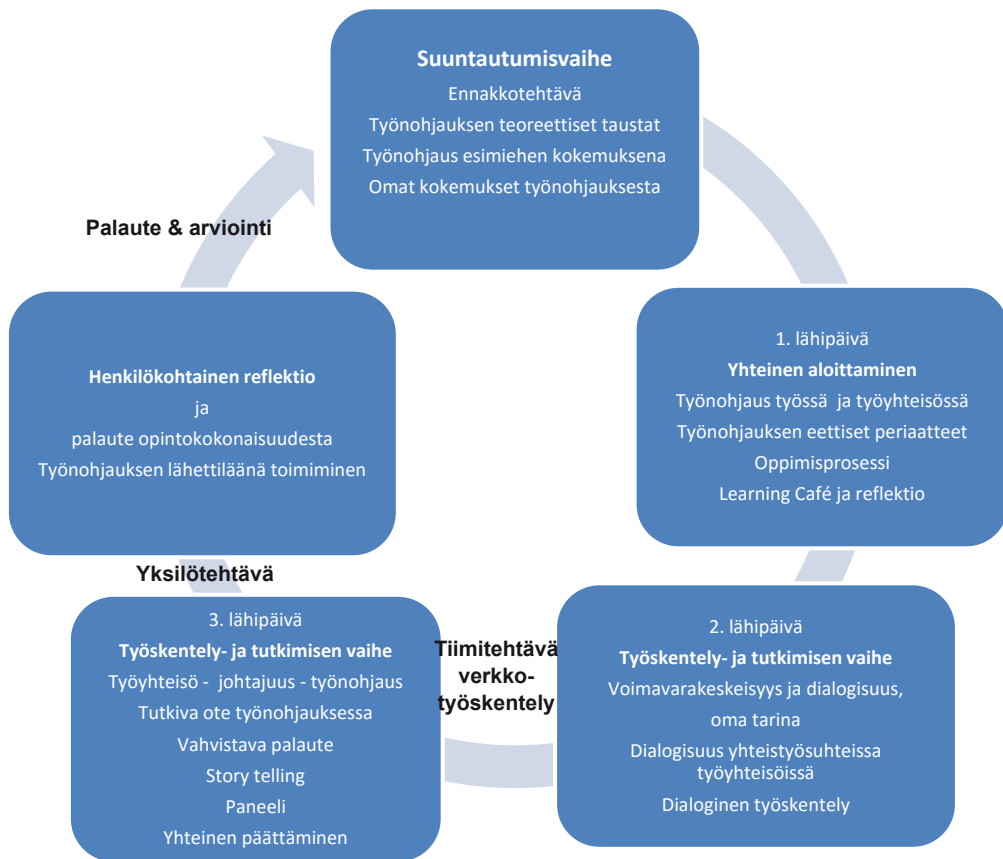 Suuntautumisvaihe
Ennakkotehtävä
Työnohjauksen teoreettiset taustat
Työnohjaus esimiehen kokemuksena
Omat kokemukset työnohjauksesta
Palaute & arviointi
1. lähipäivä
Yhteinen aloittaminen
Työnohjaus työssä ja työyhteisössä
Työnohjauksen eettiset periaatteet
Oppimisprosessi
Learning Café ja reflektio
Henkilökohtainen reflektio
ja
palaute opintokokonaisuudesta
Työnohjauksen lähettiläänä toimiminen
Yksilötehtävä
2. lähipäivä
Työskentely- ja tutkimisen vaihe
Voimavarakeskeisyys ja dialogisuus,
oma tarina
Dialogisuus yhteistyösuhteissa
työyhteisöissä
Dialoginen työskentely
Tiimitehtävä
verkko-
työskentely
3. lähipäivä
Työskentely- ja tutkimisen vaihe
Työyhteisö - johtajuus - työnohjaus
Tutkiva ote työnohjauksessa
Vahvistava palaute
Story telling
Paneeli
Yhteinen päättäminen